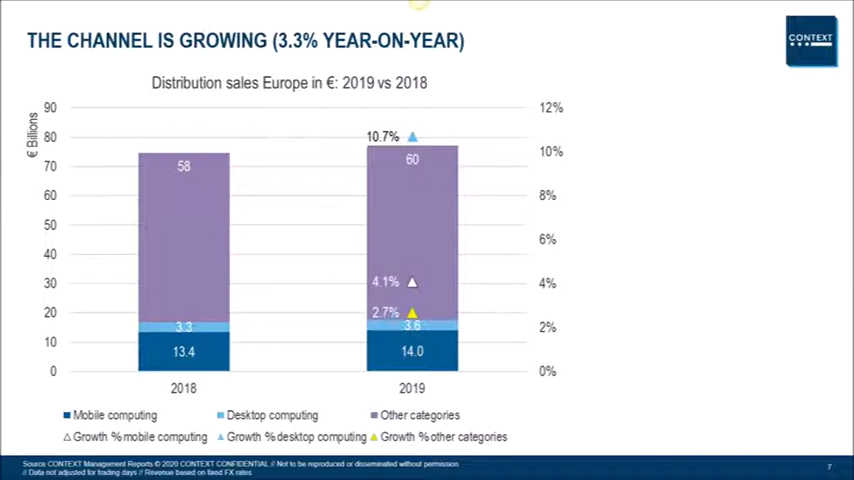 THE CHANNEL IS GROWING (3.3% YEAR-ON-YEAR)
CONTEXT
Distribution sales Europe in €: 2019 vs 2018
€ Billions
90
80
70
60
50
40
30
20
10
0
58
3.3
13.4
10.7%
60
4.1%
2.7%
3.6
14.0
12%
10%
8%
6%
4%
2%
0%
2018
2019
Mobile computing
Desktop computing
Other categories
Growth % mobile computing
Growth % desktop computing
Growth % other categories
Source CONTEXT Management Reports © 2020 CONTEXT CONFIDENTIAL // Not to be reproduced or disseminated without permission
// Data not adjusted for trading days // Revenue based on fixed FX rates
7